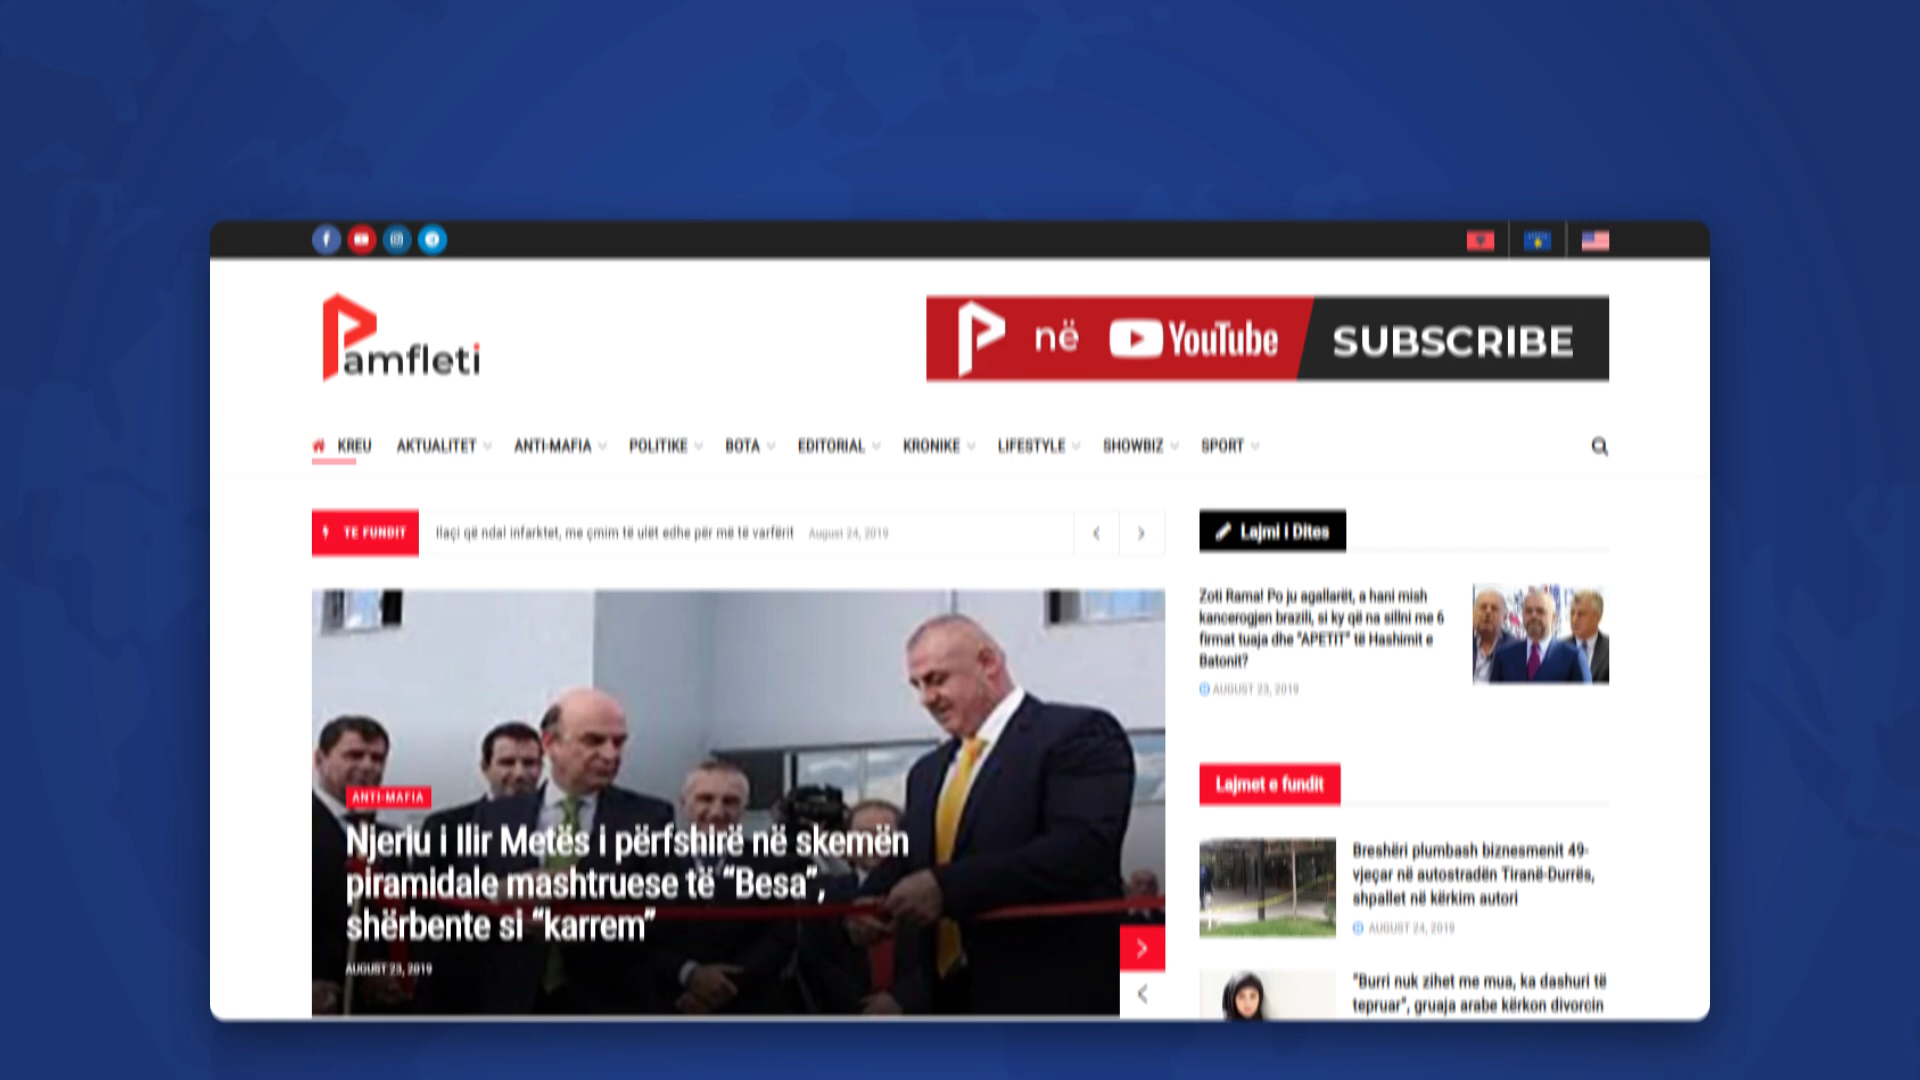 Pamfleti
në YouTube SUBSCRIBE
KREU AKTUALITET ANTI-MAFIA POLITIKE BOTA EDITORIAL KRONIKE LIFESTYLE SHOWBIZ SPORT
TE FUNDIT
Ilaçi që ndal infarktet, me çmim të ulët edhe për më të varfërit August 24, 2019
Lajmi i Dites
Zoti Rama! Po ju agallarët, a hani mish
kancerogjen brazili, si ky që na sillni me 6
firmat tuaja dhe "APETIT" të Hashimit e
Batonit?
AUGUST 23, 2019
ANTI-MAFIA
Njeriu i Ilir Metës i përfshirë në skemën
piramidale mashtruese të “Besa”,
shërbente si “karrem”
AUGUST 23, 2019
Lajmet e fundit
Breshëri plumbash biznesmenit 49-
vjeçar në autostradën Tiranë-Durrës,
shpallet në kërkim autori
AUGUST 24, 2019
"Burri nuk zihet me mua, ka dashuri të
tepruar", gruaja arabe kërkon divorcin